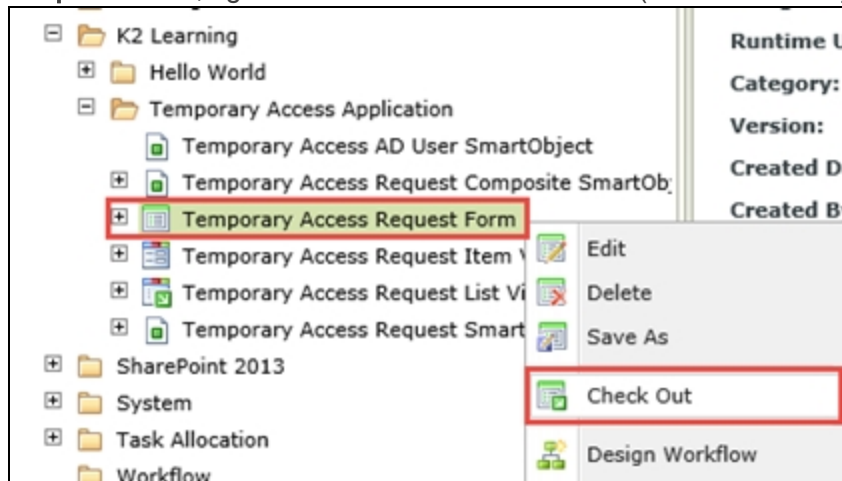 K2 Learning
Hello World
Temporary Access Application
Temporary Access AD User SmartObject
Temporary Access Request Composite SmartOb
Temporary Access Request Form
Temporary Access Request Item
Temporary Access Request List Vi
Temporary Access Request Smart
SharePoint 2013
System
Task Allocation
Workflow
Runtime
Category:
Version:
Created D
Created B
Edit
Delete
Save As
Check Out
Design Workflow